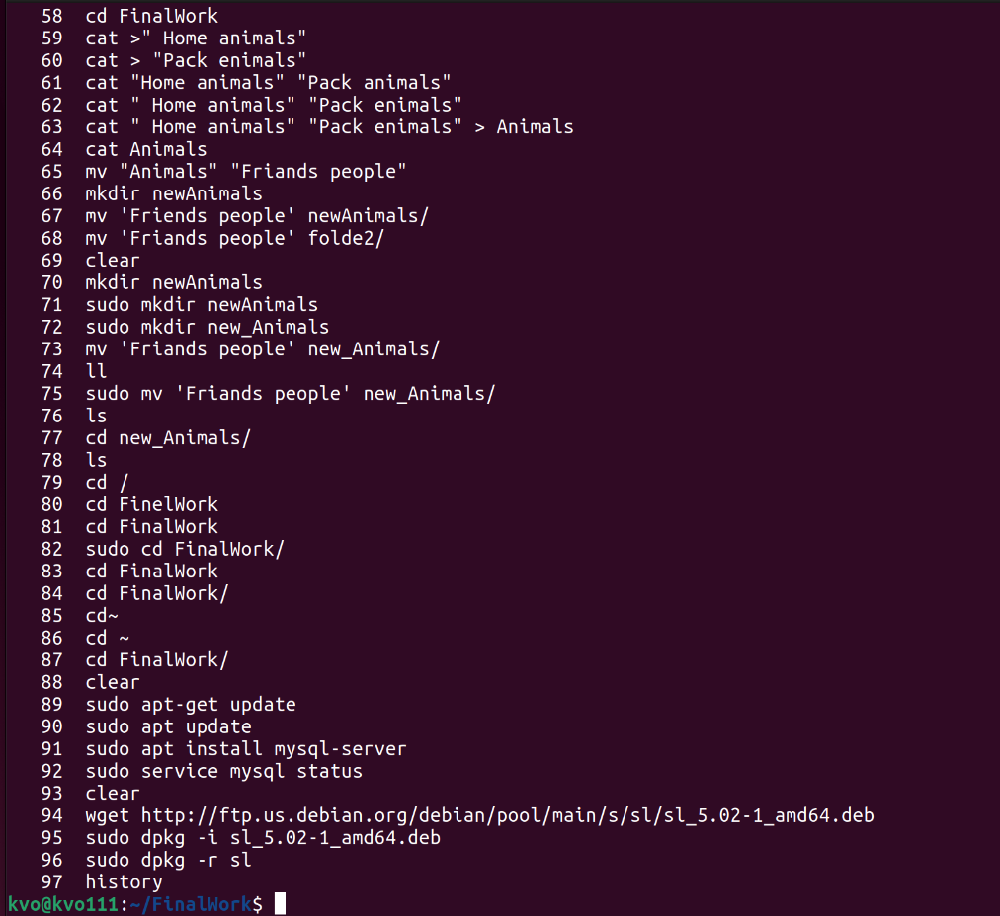 58  cd FinalWork
59  cat >" Home animals"
60  cat > "Pack enimals"
61  cat "Home animals" "Pack animals"
62  cat " Home animals" "Pack enimals"
63  cat " Home animals" "Pack enimals" > Animals
64  cat Animals
65  mv "Animals" "Friands people"
66  mkdir newAnimals
67  mv 'Friends people' newAnimals/
68  mv 'Friands people' folde2/
69  clear
70  mkdir newAnimals
71  sudo mkdir newAnimals
72  sudo mkdir new_Animals
73  mv 'Friands people' new_Animals/
74  ll
75  sudo mv 'Friands people' new_Animals/
76  ls
77  cd new_Animals/
78  ls
79  cd /
80  cd FinelWork
81  cd FinalWork
82  sudo cd FinalWork/
83  cd FinalWork
84  cd FinalWork/
85  cd~
86  cd ~
87  cd FinalWork/
88  clear
89  sudo apt-get update
90  sudo apt update
91  sudo apt install mysql-server
92  sudo service mysql status
93  clear
94  wget http://ftp.us.debian.org/debian/pool/main/s/sl/sl_5.02-1_amd64.deb
95  sudo dpkg -i sl_5.02-1_amd64.deb
96  sudo dpkg -r sl
97  history
kvo@kvo111:~/FinalWork$